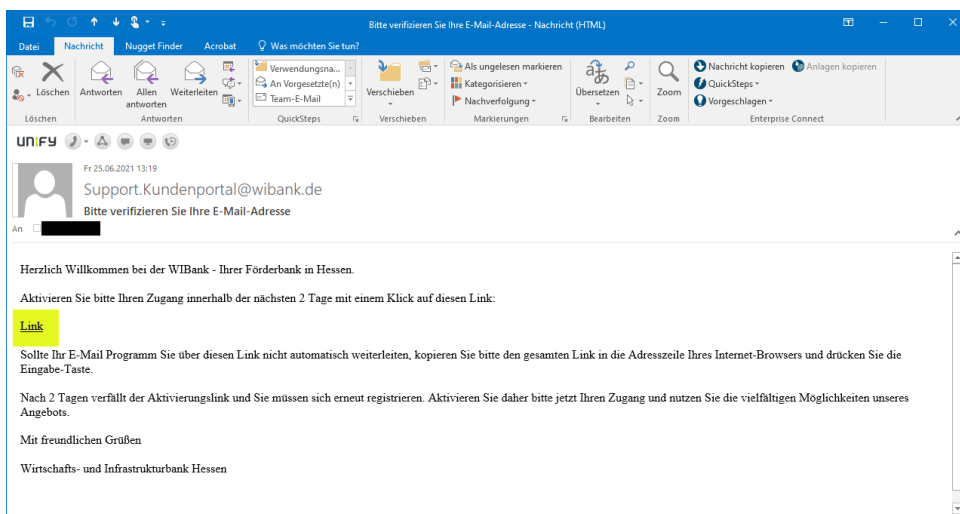 Bitte verifizieren Sie Ihre E-Mail-Adresse - Nachricht (HTML)
Datei Nachricht Nugget Finder Acrobat Was möchten Sie tun?
Löschen
Antworten
Allen antworten
Weiterleiten
Verwendungsna...
An Vorgesetzte(n)
Team-E-Mail
Verschieben
Als ungelesen markieren
Kategorisieren
Nachverfolgung
Übersetzen
Zoom
Nachricht kopieren Anlagen kopieren
QuickSteps
Vorgeschlagen
Löschen Antworten QuickSteps Verschieben Markierungen Bearbeiten Zoom Enterprise Connect
UNIFY
Fr 25.06.2021 13:19
Support.Kundenportal@wibank.de
Bitte verifizieren Sie Ihre E-Mail-Adresse
An
Herzlich Willkommen bei der WIBank - Ihrer Förderbank in Hessen.
Aktivieren Sie bitte Ihren Zugang innerhalb der nächsten 2 Tage mit einem Klick auf diesen Link:
Link
Sollte Ihr E-Mail Programm Sie über diesen Link nicht automatisch weiterleiten, kopieren Sie bitte den gesamten Link in die Adresszeile Ihres Internet-Browsers und drücken Sie die
Eingabe-Taste.
Nach 2 Tagen verfällt der Aktivierungslink und Sie müssen sich erneut registrieren. Aktivieren Sie daher bitte jetzt Ihren Zugang und nutzen Sie die vielfältigen Möglichkeiten unseres
Angebots.
Mit freundlichen Grüßen
Wirtschafts- und Infrastrukturbank Hessen